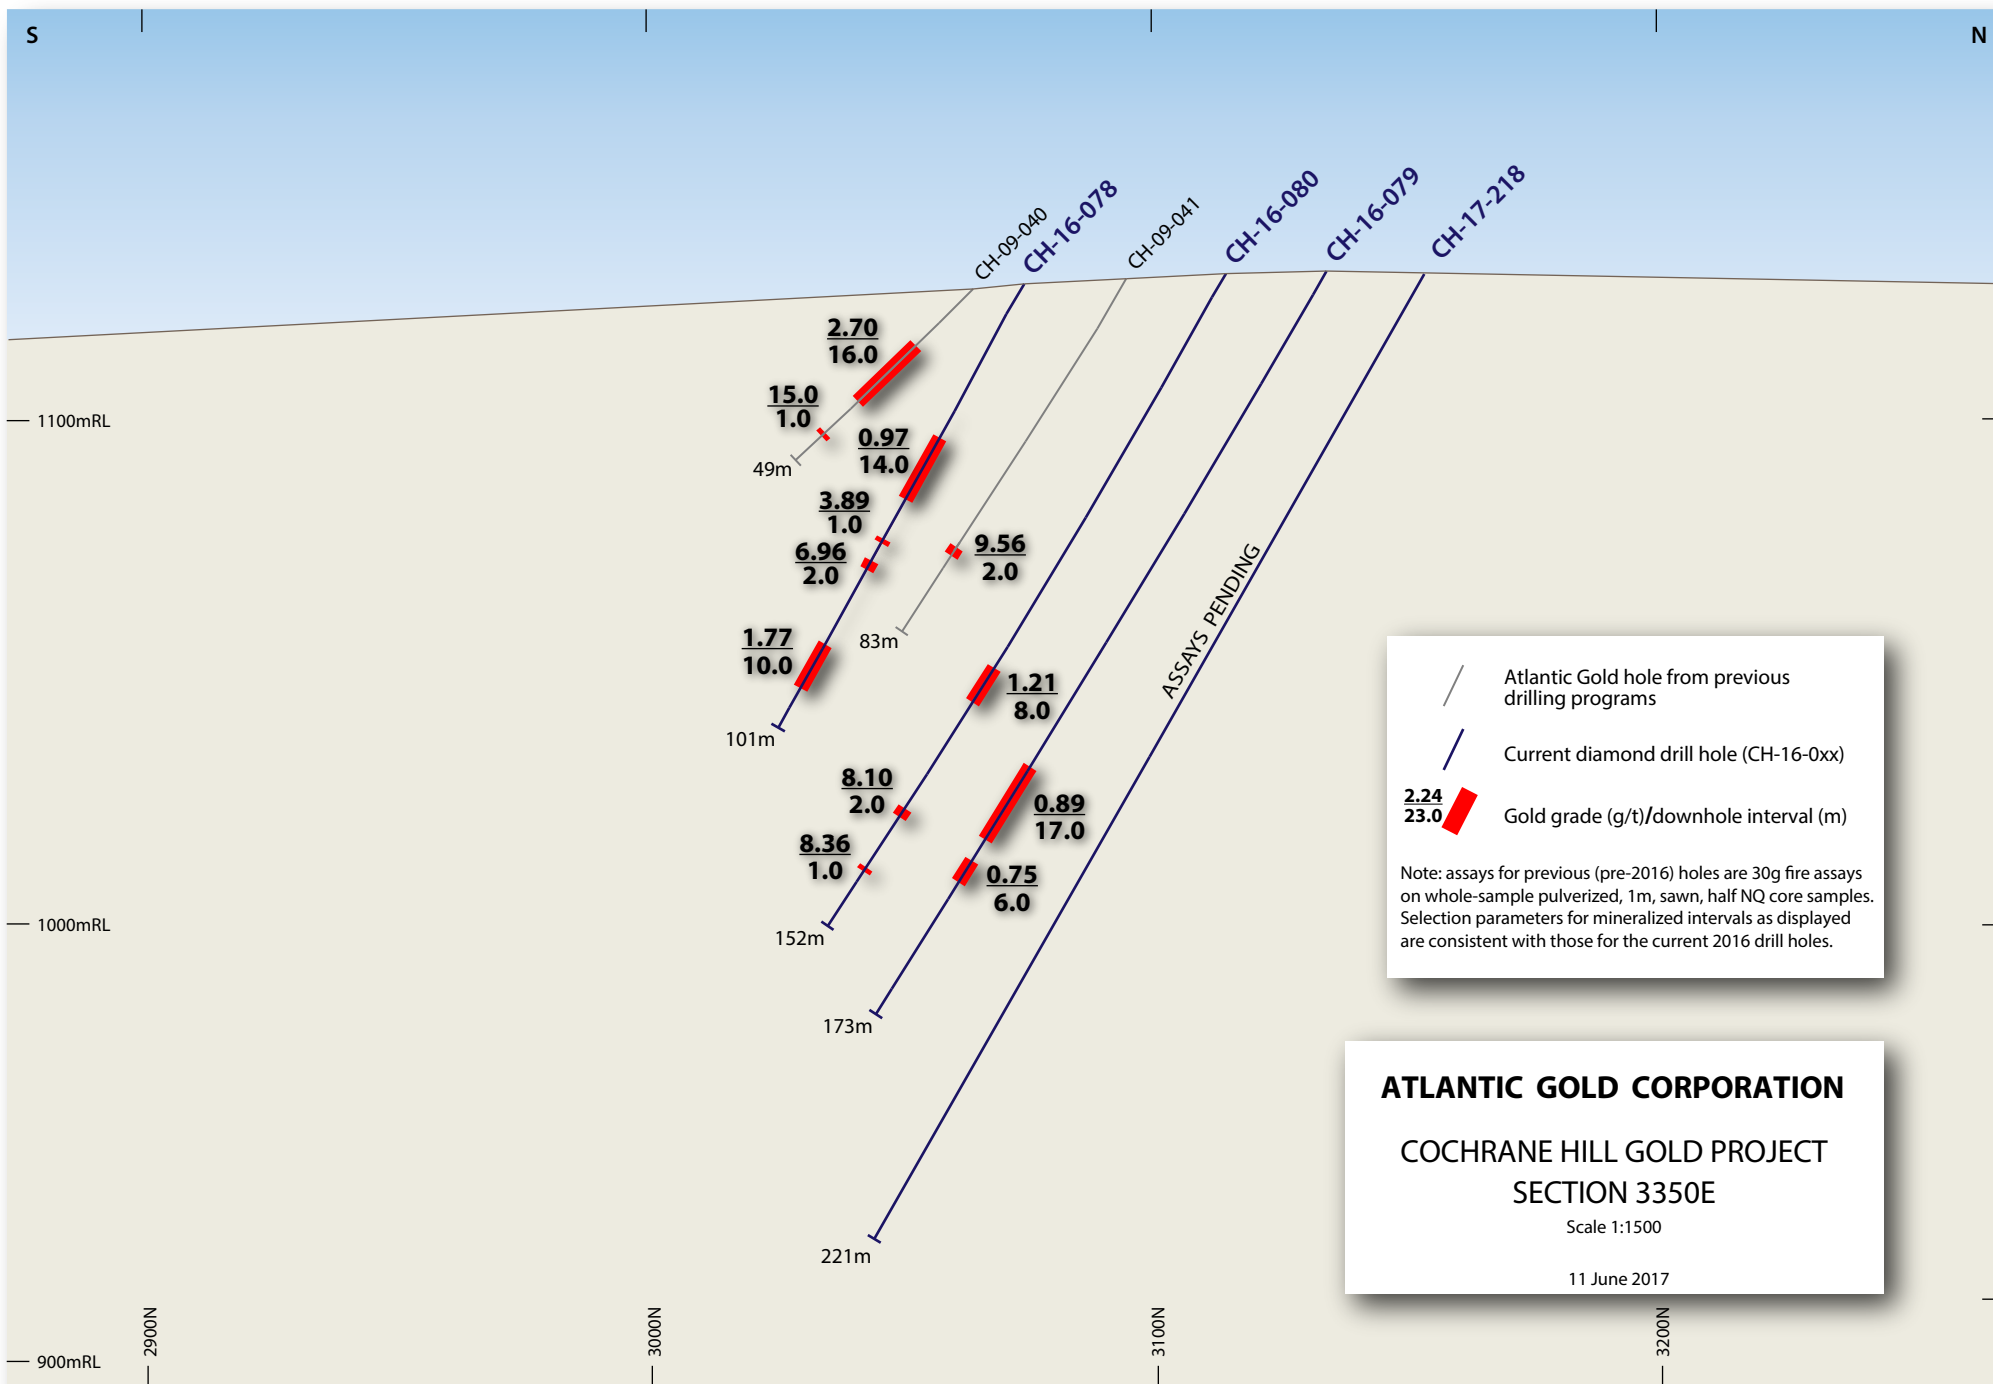 S
N
CH-09-040
CH-16-078
CH-09-041
CH-16-080
CH-16-079
CH-17-218
2.70
16.0
15.0
1.0
49m
1100mRL
0.97
14.0
3.89
1.0
6.96
2.0
9.56
2.0
83m
1.77
10.0
101m
1.21
8.0
ASSAYS PENDING
8.10
2.0
0.89
17.0
8.36
1.0
0.75
6.0
1000mRL
152m
173m
221m
Atlantic Gold hole from previous
drilling programs
Current diamond drill hole (CH-16-0xx)
2.24
23.0
Gold grade (g/t)/downhole interval (m)
Note: assays for previous (pre-2016) holes are 30g fire assays
on whole-sample pulverized, 1m, sawn, half NQ core samples.
Selection parameters for mineralized intervals as displayed
are consistent with those for the current 2016 drill holes.
ATLANTIC GOLD CORPORATION
COCHRANE HILL GOLD PROJECT
SECTION 3350E
Scale 1:1500
11 June 2017
900mRL
2900N
3000N
3100N
3200N